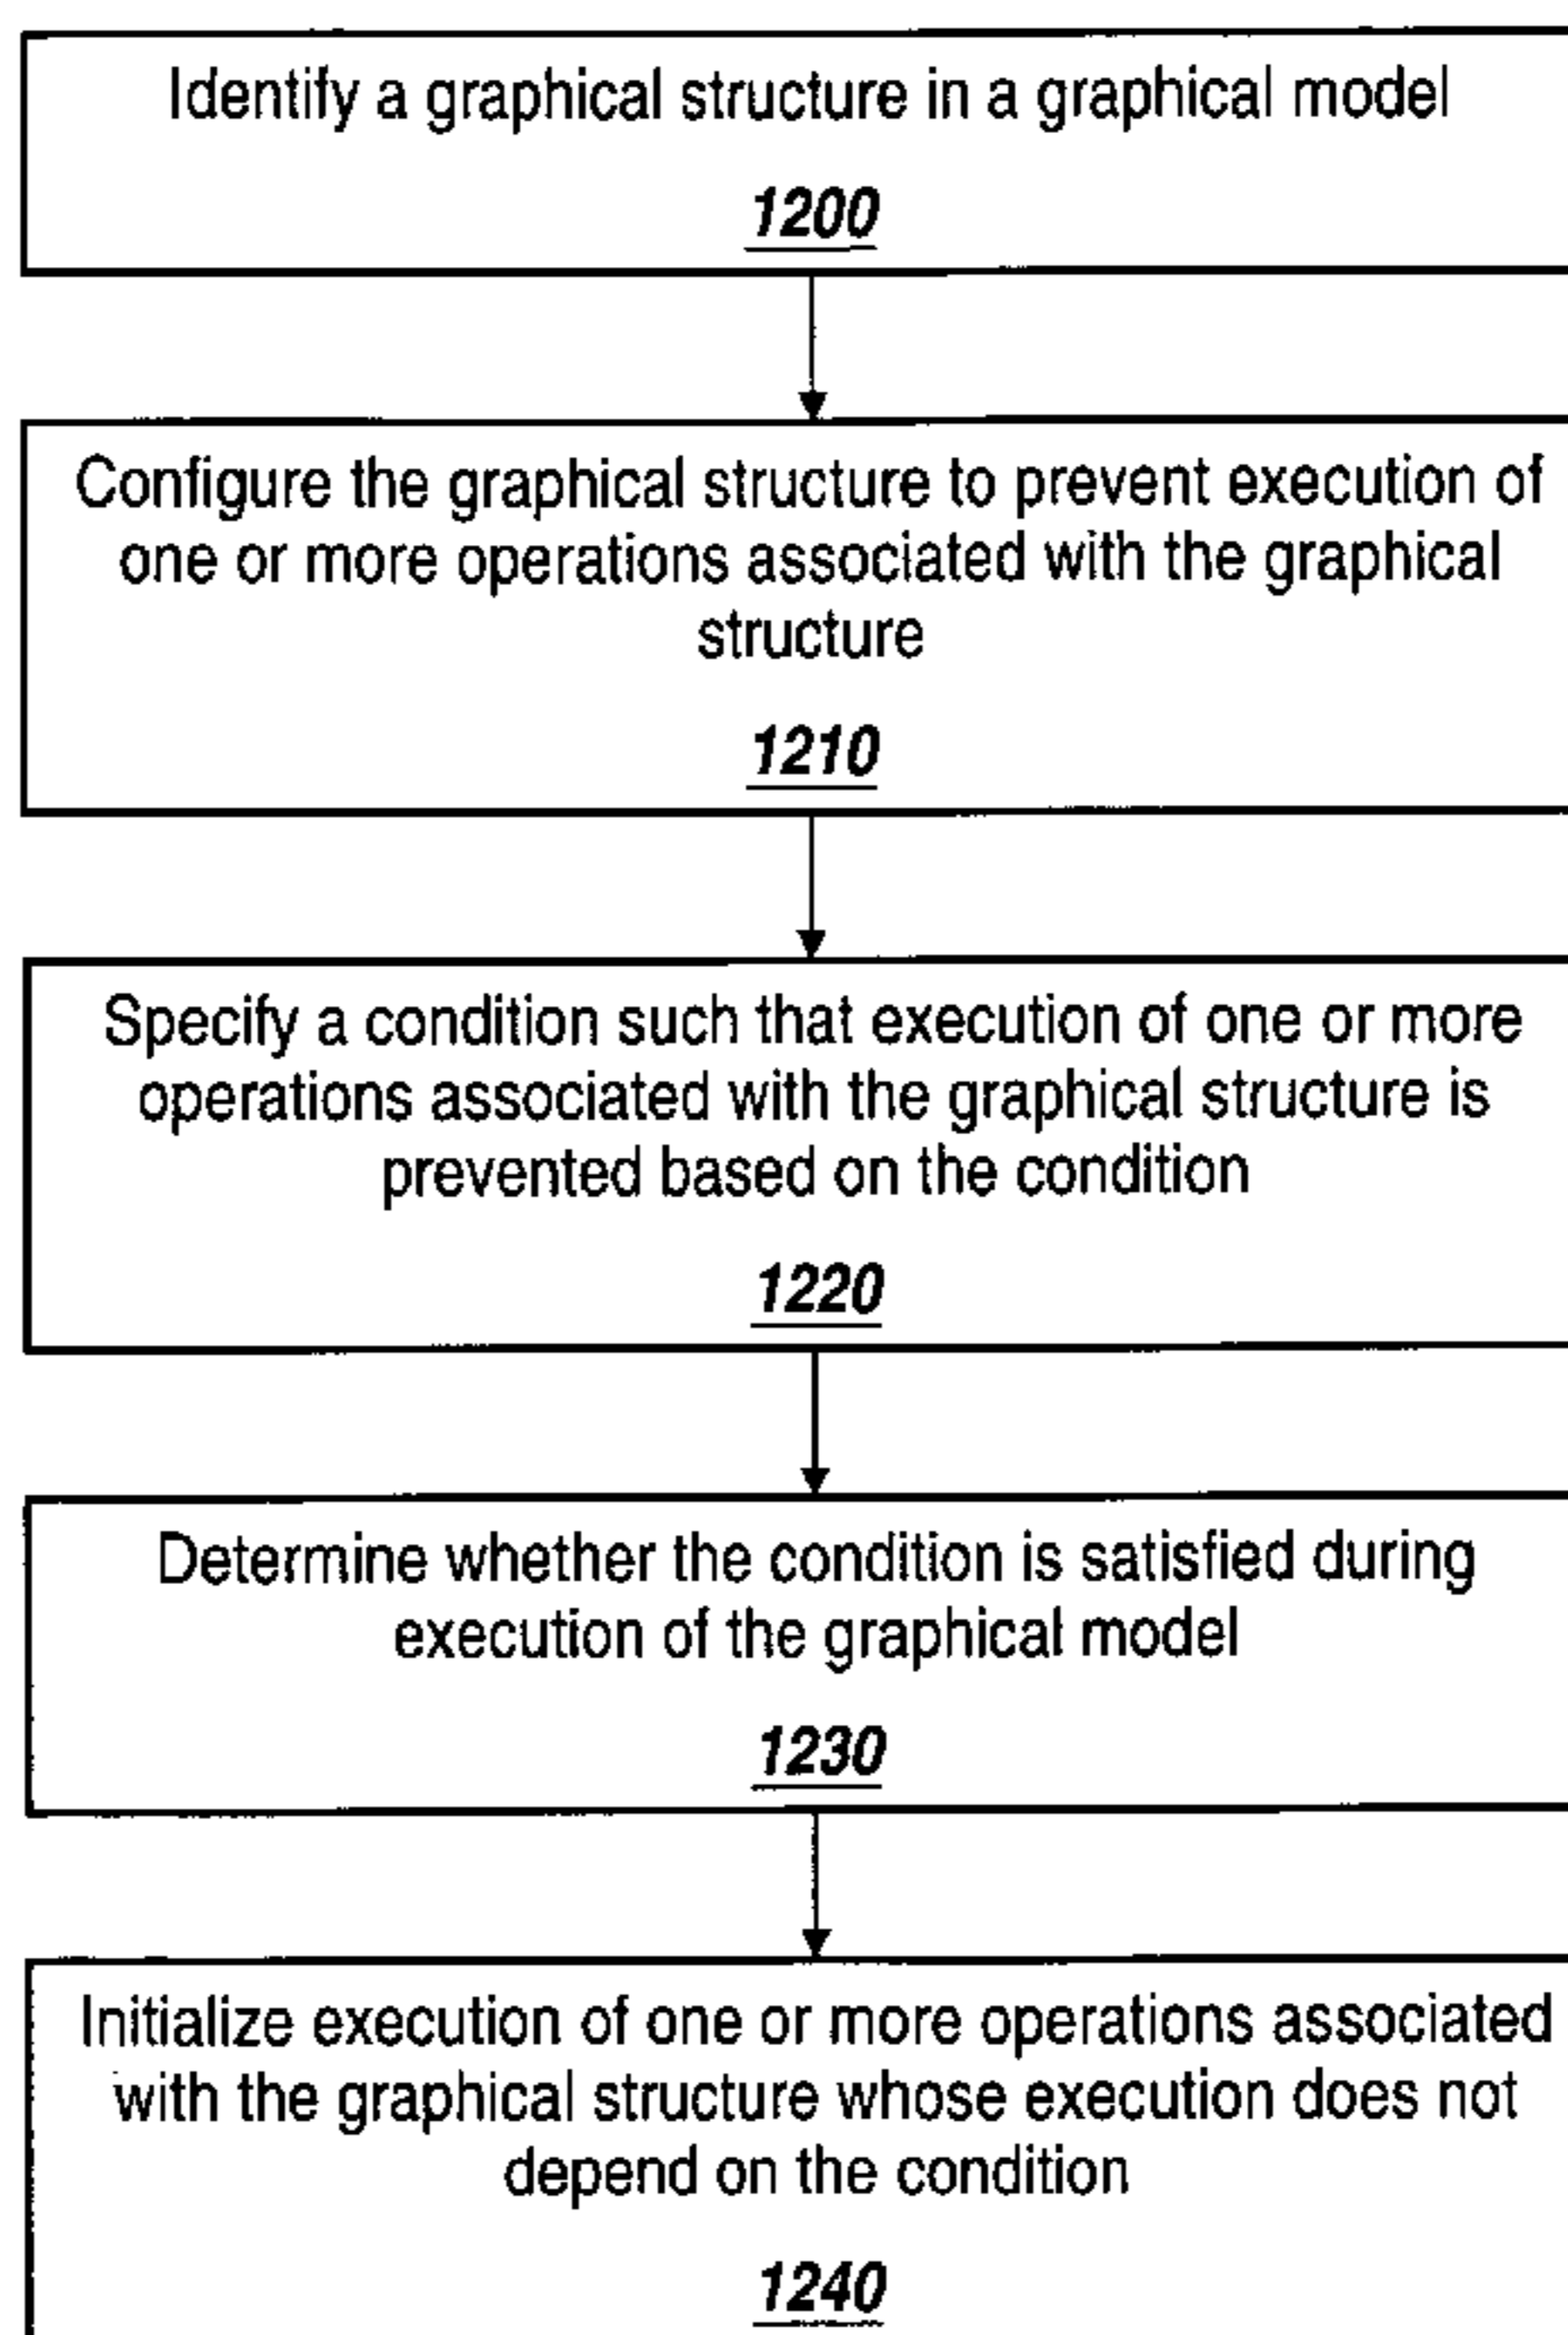 Identify a graphical structure in a graphical model
1200
Configure the graphical structure to prevent execution of
one or more operations associated with the graphical
structure
1210
Specify a condition such that execution of one or more
operations associated with the graphical structure is
prevented based on the condition
1220
Determine whether the condition is satisfied during
execution of the graphical model
1230
Initialize execution of one or more operations associated
with the graphical structure whose execution does not
depend on the condition
1240